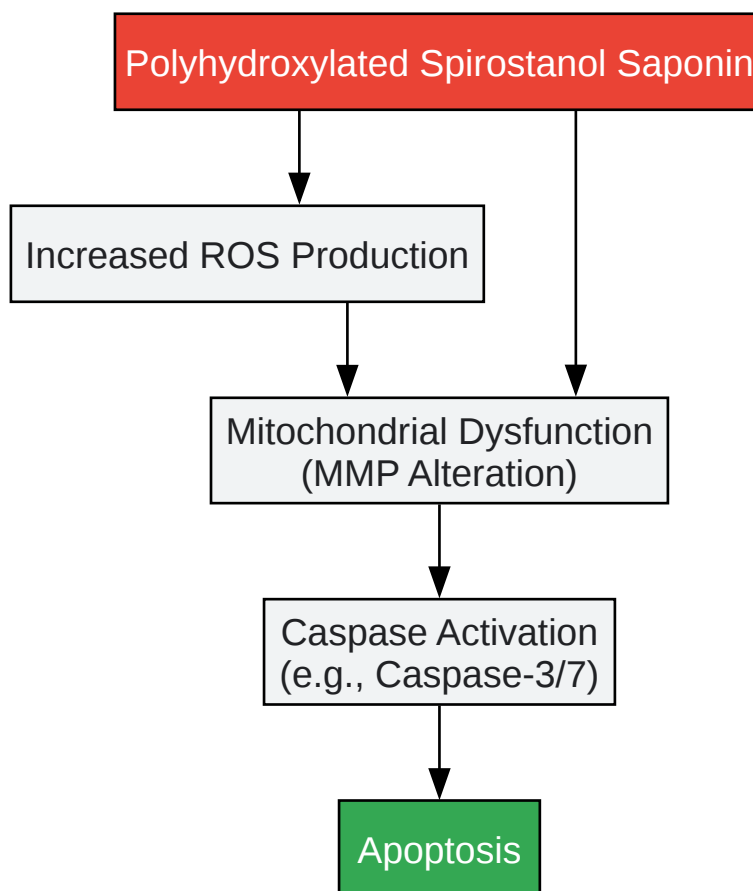 Polyhydroxylated Spirostanol Saponin
Increased ROS Production
Mitochondrial Dysfunction
(MMP Alteration)
Caspase Activation
(e.g., Caspase-3/7)
Apoptosis